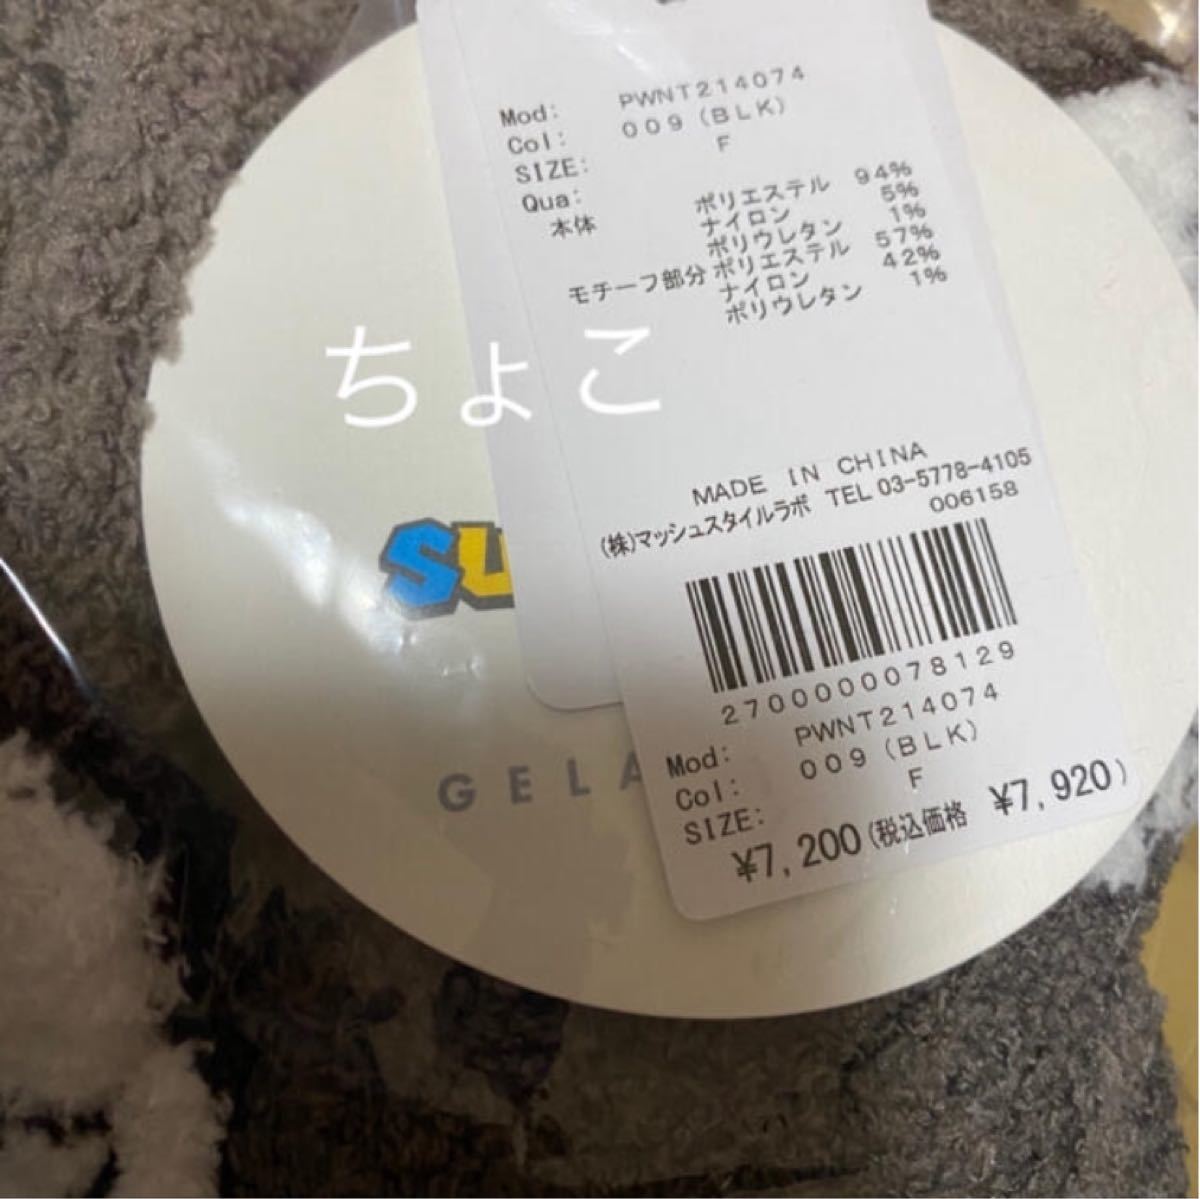 Mod: PWNT214074
Col: 009 (BLK)
SIZE: F
Qua:
本体 ポリエステル 94%
ナイロン 5%
ポリウレタン 1%
モチーフ部分 ポリエステル 57%
ナイロン 42%
ポリウレタン 1%
ちょこ
MADE IN CHINA
(株)マッシュスタイルラボ TEL 03-5778-4105
006158
SU
GELA
2700000078129
Mod: PWNT214074
Col: 009 (BLK)
SIZE: F
¥7,200(税込価格 ¥7,920)